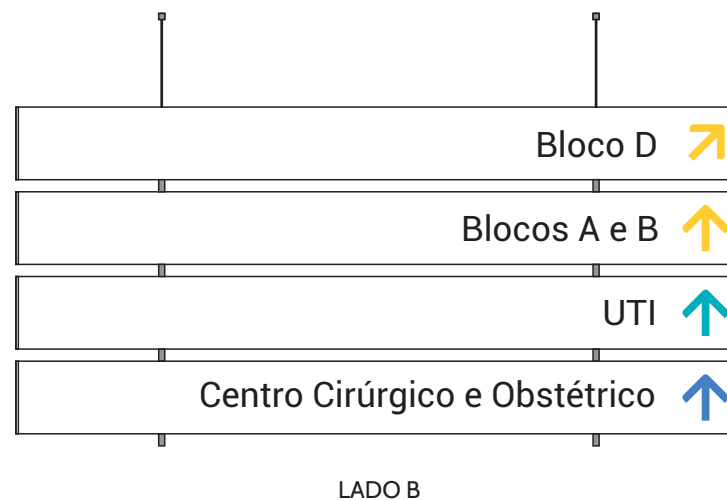 Bloco D
Blocos A e B
UTI
Centro Cirúrgico e Obstétrico
LADO B